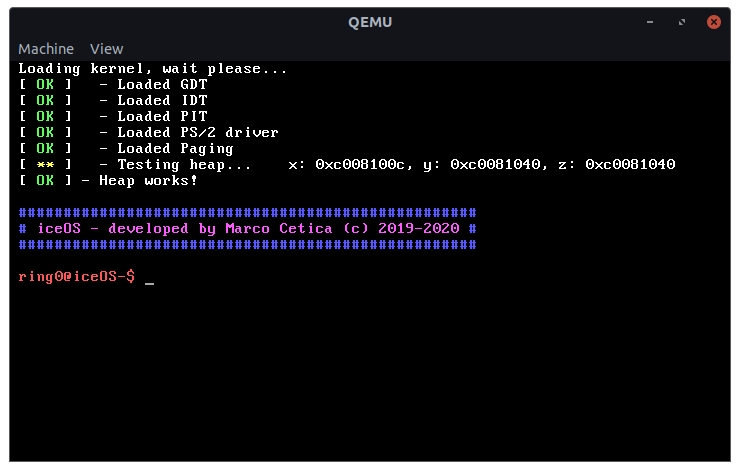 QEMU
Machine View
Loading kernel, wait please...
[ OK ]   - Loaded GDT
[ OK ]   - Loaded IDT
[ OK ]   - Loaded PIT
[ OK ]   - Loaded PS/2 driver
[ OK ]   - Loaded Paging
[ ** ]   - Testing heap...    x: 0xc008100c, y: 0xc0081040, z: 0xc0081040
[ OK ] - Heap works!
###################################################
# iceOS - developed by Marco Cetica (c) 2019-2020 #
###################################################
ring0@iceOS-$ _